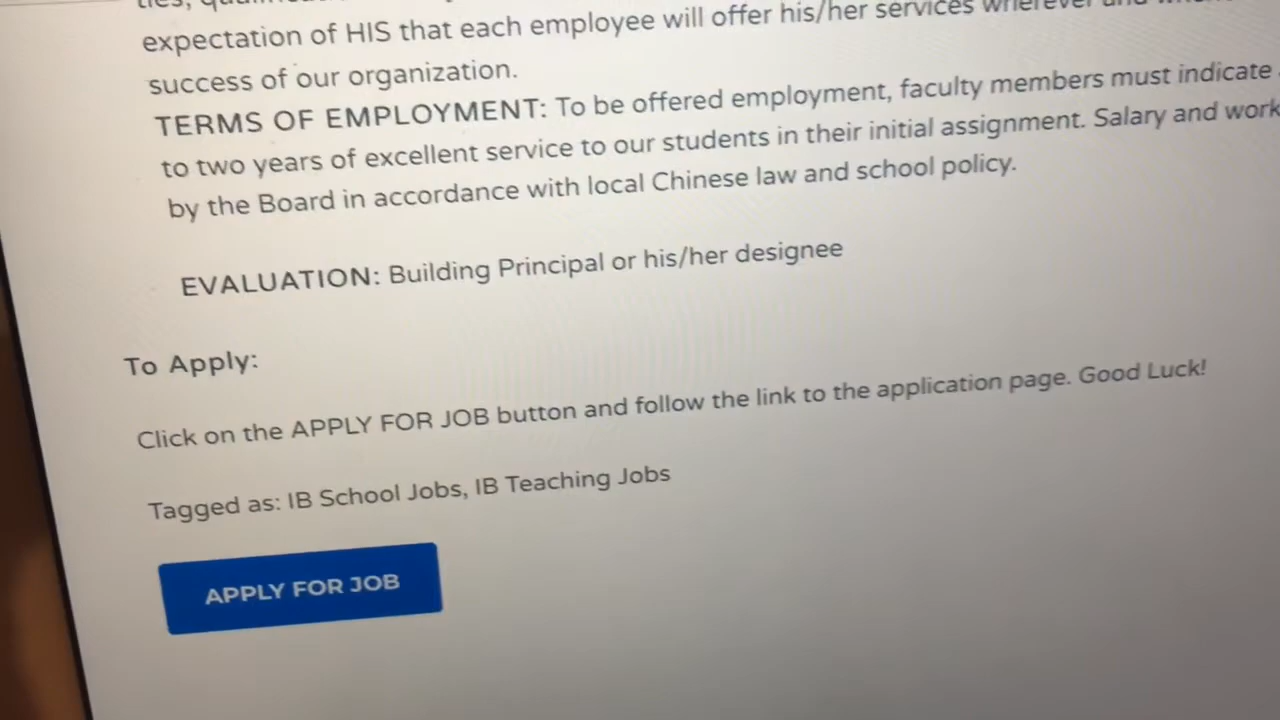 expectation of HIS that each employee will offer his/her services wherever and
success of our organization.
TERMS OF EMPLOYMENT: To be offered employment, faculty members must indicate
to two years of excellent service to our students in their initial assignment. Salary and work
by the Board in accordance with local Chinese law and school policy.
EVALUATION: Building Principal or his/her designee
To Apply:
Click on the APPLY FOR JOB button and follow the link to the application page. Good Luck!
Tagged as: IB School Jobs, IB Teaching Jobs
APPLY FOR JOB